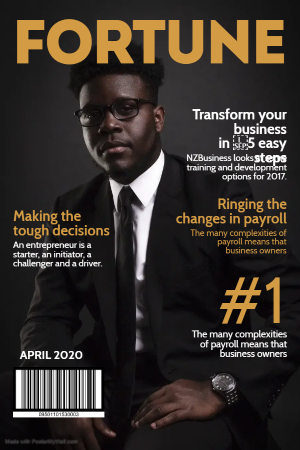 FORTUNE
Transform your
business
in 5 easy
steps
NZBusiness looks
training and development
options for 2017.
Making the
tough decisions
An entrepreneur is a
starter, an initiator, a
challenger and a driver.
Ringing the
changes in payroll
The many complexities of
payroll means that
business owners
#1
The many complexities
of payroll means that
business owners
APRIL 2020
09501101530003
Made with PosterMyWall.com